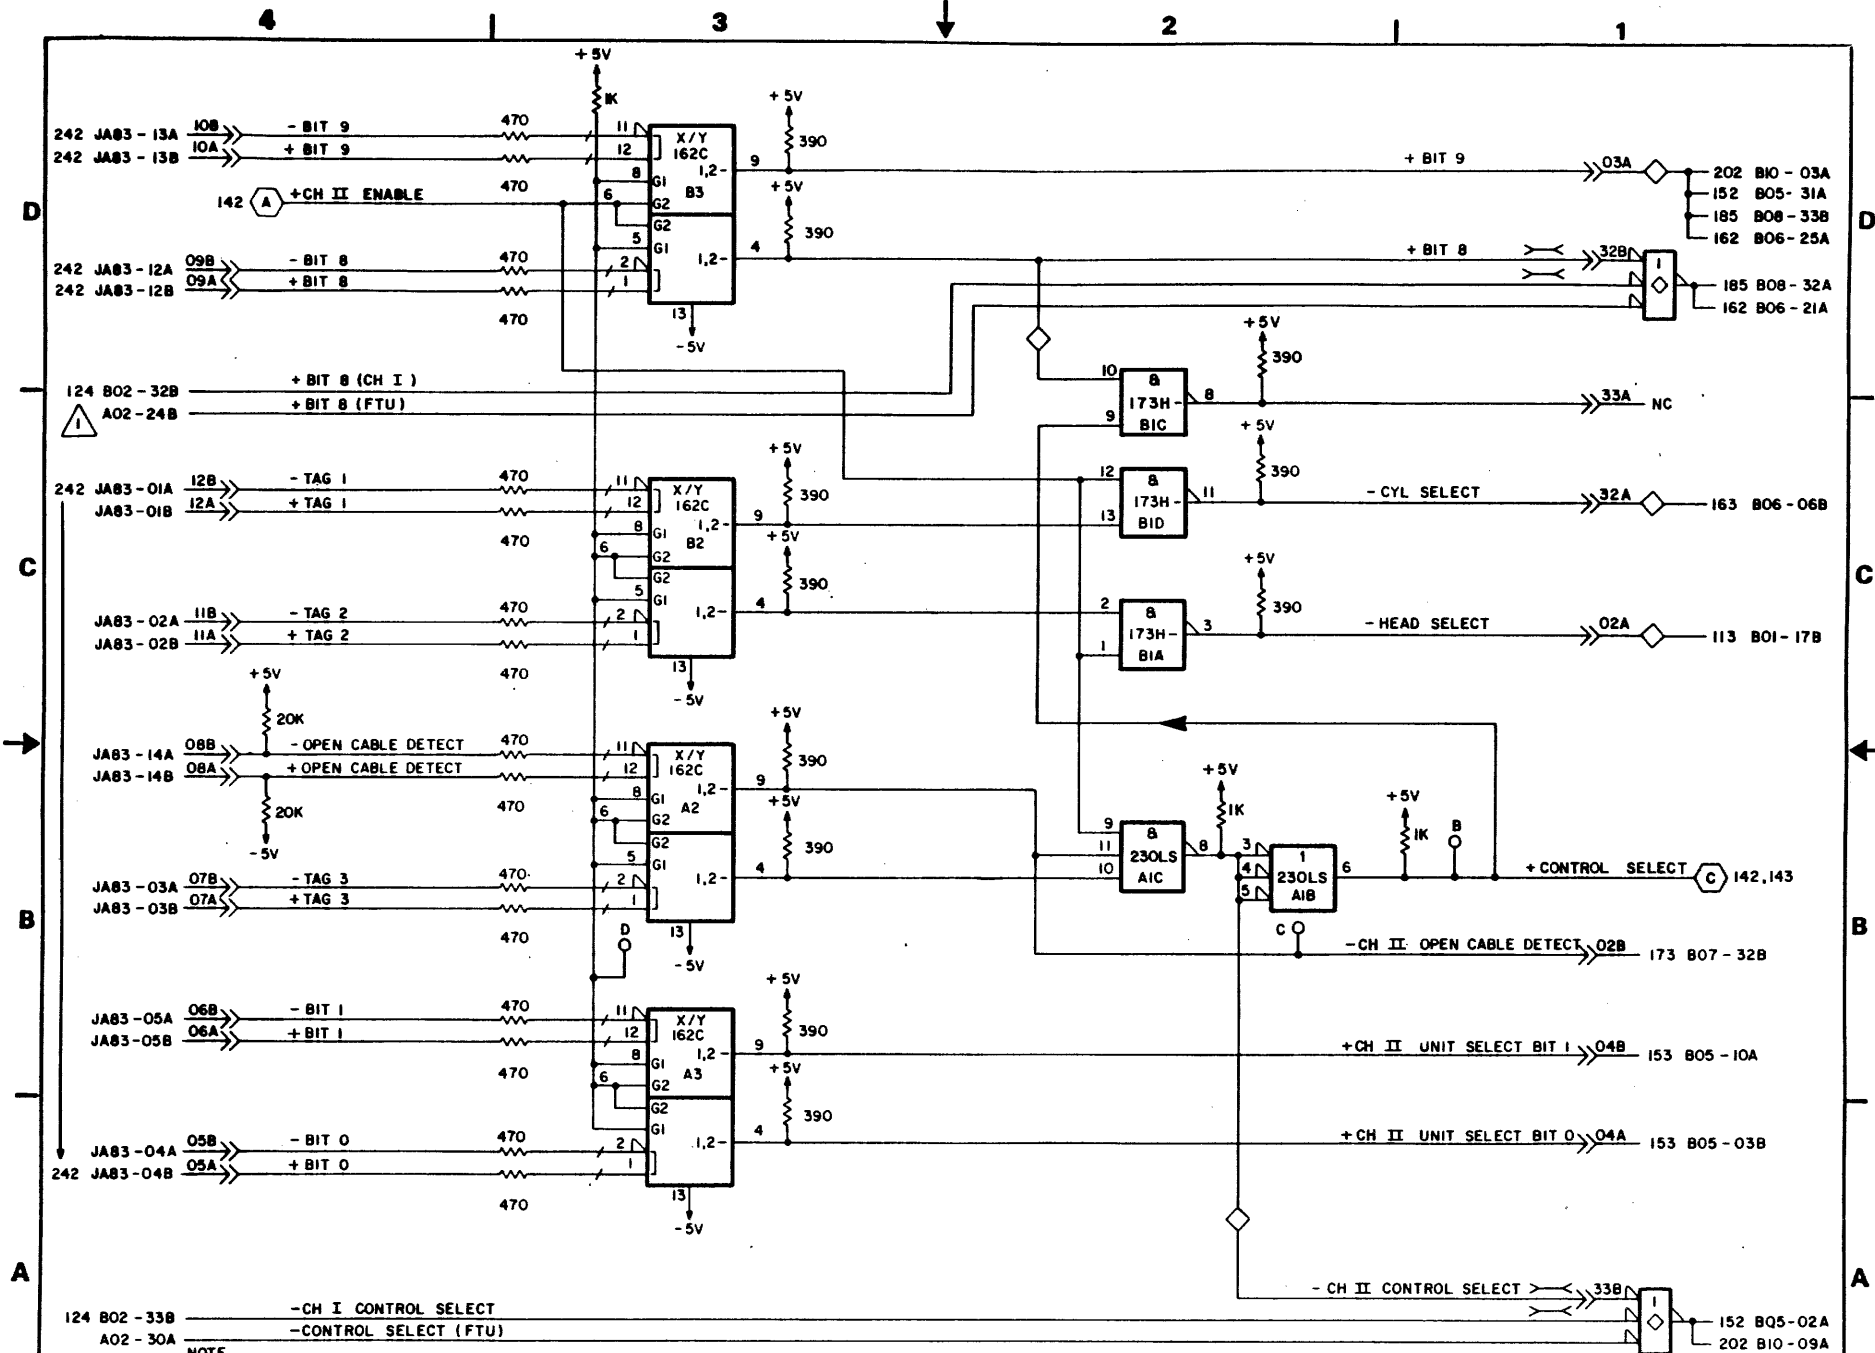 4 3 2 1
+5V
1K
+5V
390
242 JA83-13A 10B - BIT 9 470 11 X/Y
242 JA83-13B 10A + BIT 9 12 162C
470 8 G1 1,2 9 + BIT 9 03A 202 B10-03A
B3
142 A +CH II ENABLE 6 G2 +5V 152 B05-31A
D D
G2 390 185 B08-33B
5 G1 162 B06-25A
242 JA83-12A 09B - BIT 8 470 2 1,2 4 + BIT 8 32B 1
242 JA83-12B 09A + BIT 8 1 185 B08-32A
470 13 162 B06-21A
-5V
+5V
390
124 B02-32B + BIT 8 (CH I) 10 &
1 A02-24B + BIT 8 (FTU) 173H 8 33A NC
9 B1C
+5V
+5V
390
242 JA83-01A 12B - TAG 1 470 11 X/Y 390 12 &
JA83-01B 12A + TAG 1 12 162C 173H 11 - CYL SELECT 32A 163 B06-06B
470 8 G1 1,2 9 13 B1D
B2
6 G2 +5V
C C
G2 390 +5V
5 G1 390
JA83-02A 11B - TAG 2 470 2 1,2 4 2 &
JA83-02B 11A + TAG 2 1 173H 3 -HEAD SELECT 02A 113 B01-17B
470 13 1 B1A
-5V
+5V
20K
+5V
JA83-14A 08B - OPEN CABLE DETECT 470 11 X/Y 390
JA83-14B 08A + OPEN CABLE DETECT 12 162C
470 8 G1 1,2 9
A2
20K 6 G2 +5V +5V 1K +5V 1K B
-5V G2 390 9 &
5 G1 11 230LS 8 3 1
JA83-03A 07B - TAG 3 470 2 1,2 4 10 A1C 4 230LS 6 +CONTROL SELECT C 142,143
JA83-03B 07A + TAG 3 1 5 A1B
B B
470 D 13 C
-5V -CH II OPEN CABLE DETECT 02B 173 B07-32B
+5V
JA83-05A 06B - BIT 1 470 11 X/Y 390
JA83-05B 06A + BIT 1 12 162C
470 8 G1 1,2 9 +CH II UNIT SELECT BIT 1 04B 153 B05-10A
A3
6 G2 +5V
G2 390
G1
JA83-04A 05B - BIT 0 470 2 1,2 4 +CH II UNIT SELECT BIT 0 04A 153 B05-03B
242 JA83-04B 05A + BIT 0 1
470 13
-5V
A A
- CH II CONTROL SELECT 33B 1
124 B02-33B -CH I CONTROL SELECT 152 B05-02A
A02-30A -CONTROL SELECT (FTU) 202 B10-09A
NOTE